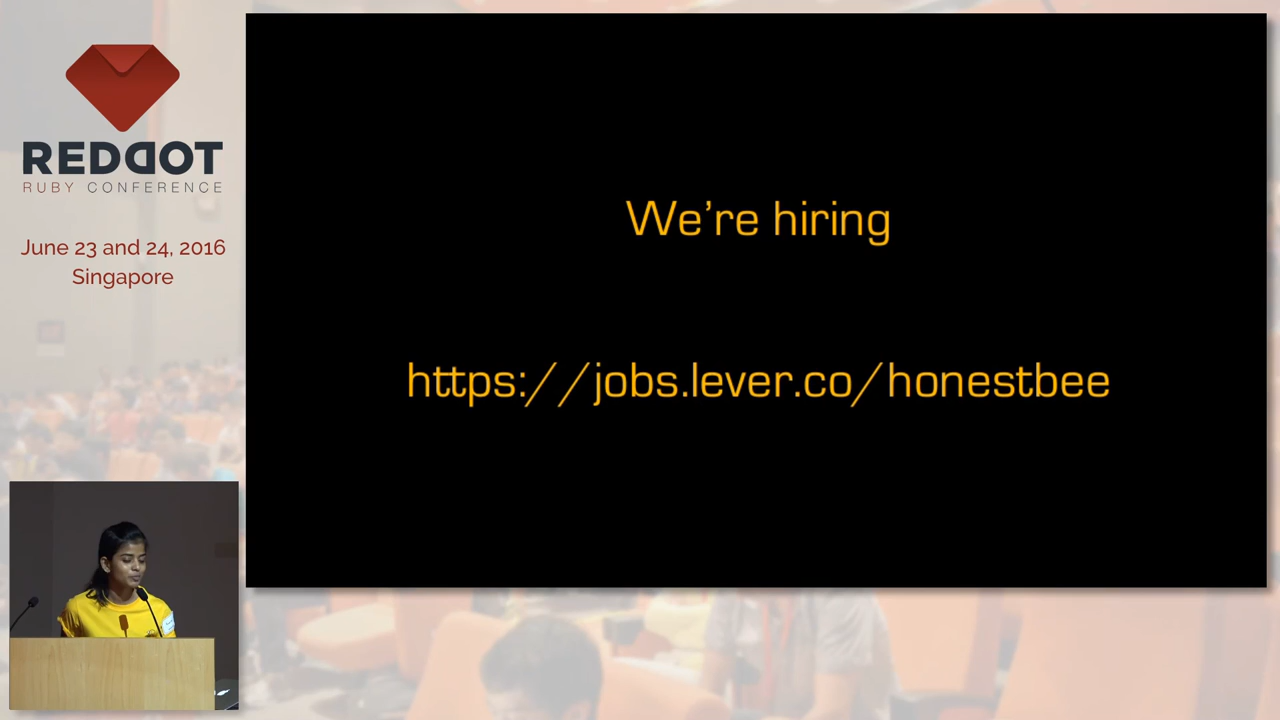 REDDOT
RUBY CONFERENCE
June 23 and 24, 2016
Singapore
We're hiring
https://jobs.lever.co/honestbee